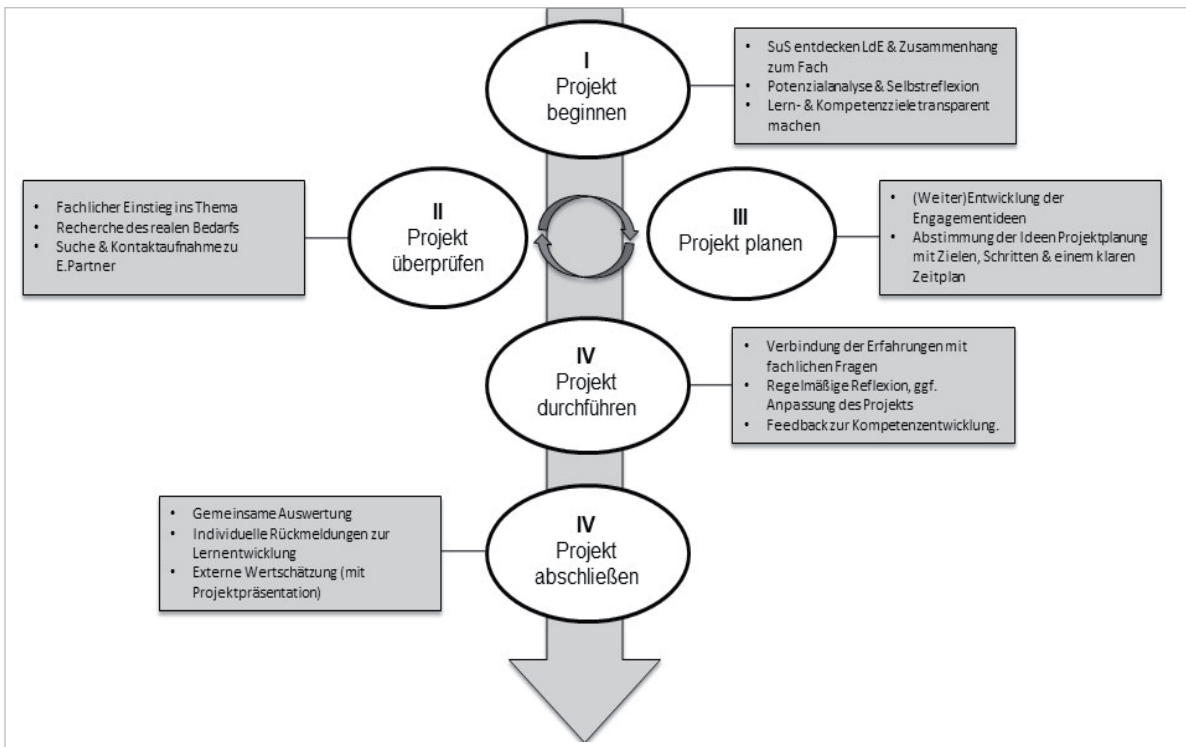 I
Projekt
beginnen
• SuS entdecken LdE & Zusammenhang
zum Fach
• Potenzialanalyse & Selbstreflexion
• Lern- & Kompetenzziele transparent
machen
• Fachlicher Einstieg ins Thema
• Recherche des realen Bedarfs
• Suche & Kontaktaufnahme zu
E.Partner
II
Projekt
überprüfen
III
Projekt planen
• (Weiter)Entwicklung der
Engagementideen
• Abstimmung der Ideen Projektplanung
mit Zielen, Schritten & einem klaren
Zeitplan
IV
Projekt
durchführen
• Verbindung der Erfahrungen mit
fachlichen Fragen
• Regelmäßige Reflexion, ggf.
Anpassung des Projekts
• Feedback zur Kompetenzentwicklung.
• Gemeinsame Auswertung
• Individuelle Rückmeldungen zur
Lernentwicklung
• Externe Wertschätzung (mit
Projektpräsentation)
IV
Projekt
abschließen